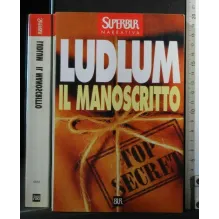 SUPERBUR
NARRATIVA
LUDLUM
IL MANOSCRITTO
TOP
SECRET
BUR
LUDLUM IL MANOSCRITTO